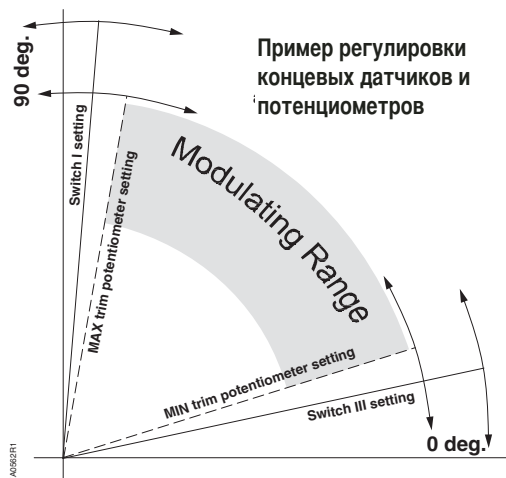 Пример регулировки
концевых датчиков и
потенциометров
90 deg.
Switch I setting
MAX trim potentiometer setting
Modulating Range
MIN trim potentiometer setting
Switch III setting
0 deg.
A0562R1